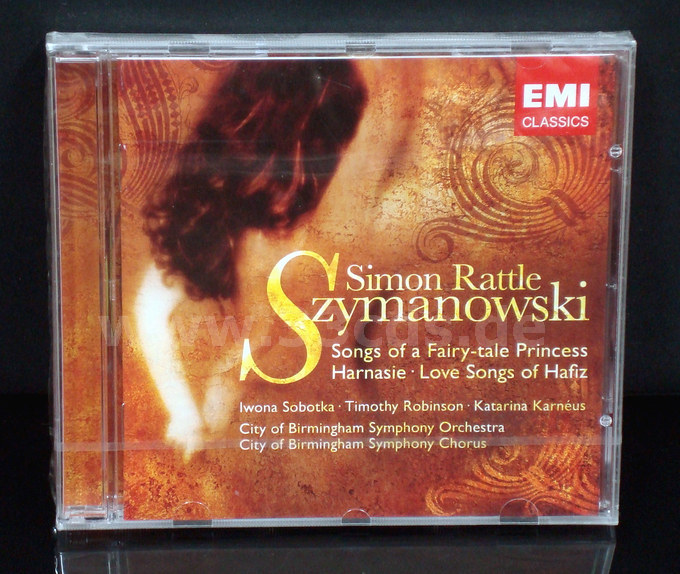 EMI
CLASSICS
Simon Rattle
Szymanowski
Songs of a Fairy-tale Princess
Harnasie · Love Songs of Hafiz
Iwona Sobotka · Timothy Robinson · Katarina Karnéus
City of Birmingham Symphony Orchestra
City of Birmingham Symphony Chorus